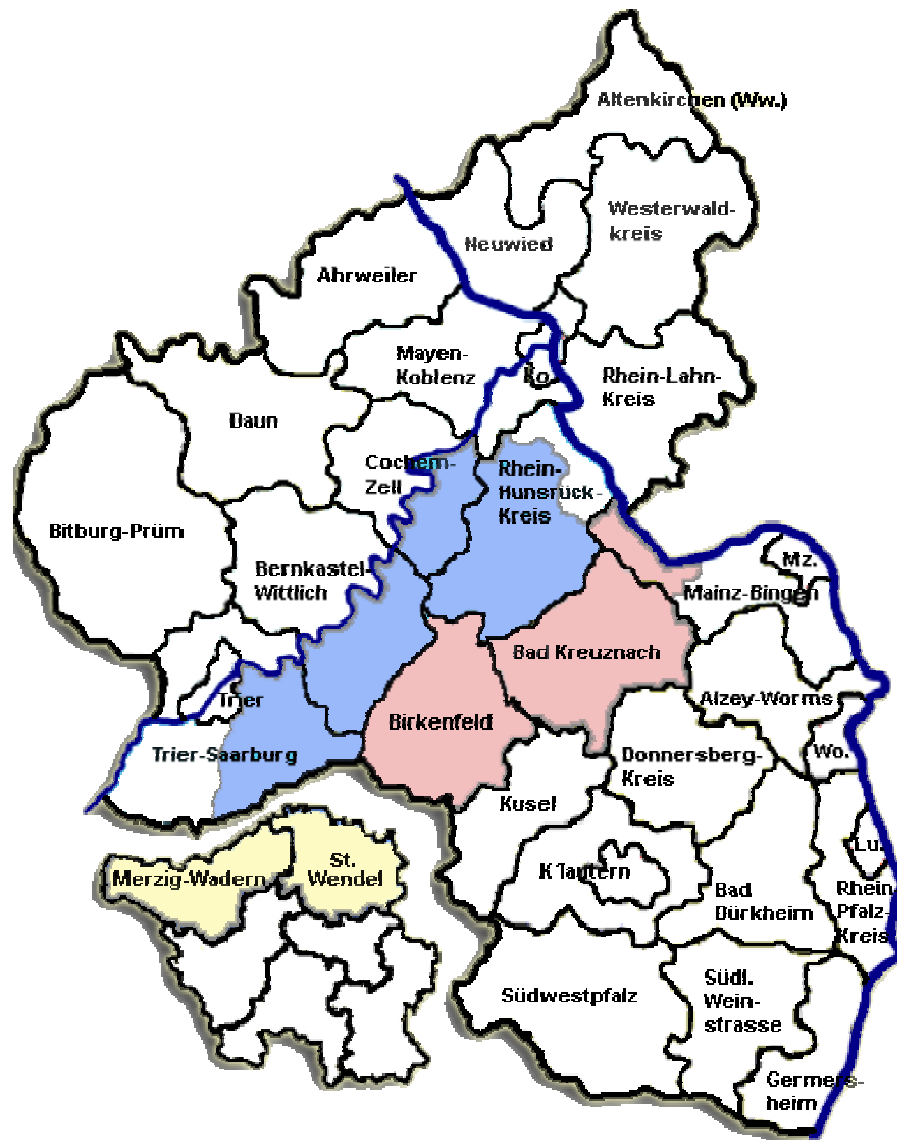 Altenkirchen (Ww.)
Westerwald-
kreis
Neuwied
Ahrweiler
Mayen-
Koblenz
Ko.
Rhein-Lahn-
Kreis
Daun
Cochem-
Zell
Rhein-
Hunsrück-
Kreis
Bitburg-Prüm
Bernkastel-
Wittlich
Mz.
Mainz-Bingen
Bad Kreuznach
Trier
Alzey-Worms
Birkenfeld
Trier-Saarburg
Donnersberg-
Kreis
Wo.
Kusel
Lu.
St.
Wendel
Merzig-Wadern
K'lautern
Bad
Dürkheim
Rhein
Pfalz-
Kreis
Südwestpfalz
Südl.
Wein-
strasse
Germers-
heim